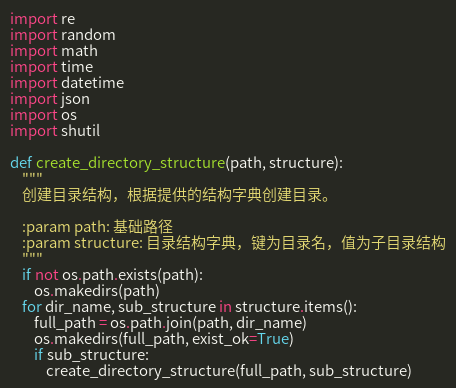 import re
import random
import math
import time
import datetime
import json
import os
import shutil

def create_directory_structure(path, structure):
    """
    创建目录结构，根据提供的结构字典创建目录。

    :param path: 基础路径
    :param structure: 目录结构字典，键为目录名，值为子目录结构
    """
    if not os.path.exists(path):
        os.makedirs(path)
    for dir_name, sub_structure in structure.items():
        full_path = os.path.join(path, dir_name)
        os.makedirs(full_path, exist_ok=True)
        if sub_structure:
            create_directory_structure(full_path, sub_structure)